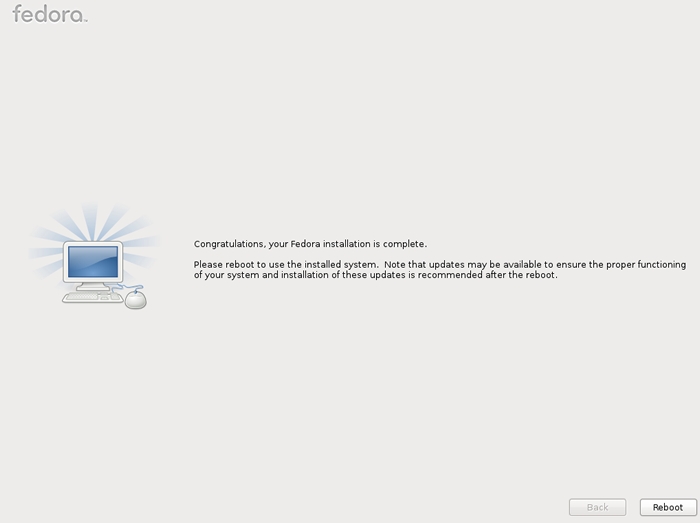 fedora™
Congratulations, your Fedora installation is complete.
Please reboot to use the installed system.  Note that updates may be available to ensure the proper functioning
of your system and installation of these updates is recommended after the reboot.
Back
Reboot